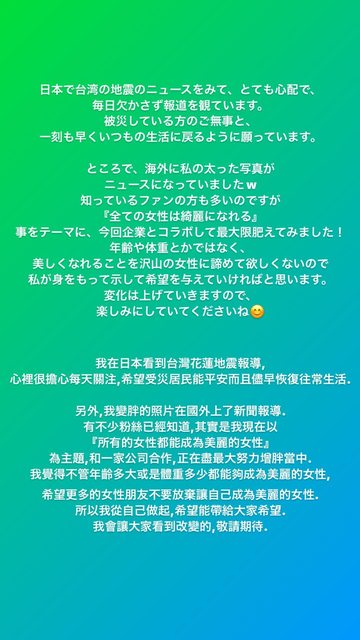 日本で台湾の地震のニュースをみて、とても心配で、
毎日欠かさず報道を観ています。
被災している方のご無事と、
一刻も早くいつもの生活に戻るように願っています。
ところで、海外に私の太った写真が
ニュースになっていましたw
知っているファンの方も多いのですが
『全ての女性は綺麗になれる』
事をテーマに、今回企業とコラボして最大限肥えてみました！
年齢や体重とかではなく、
美しくなれることを沢山の女性に諦めて欲しくないので
私が身をもって示して希望を与えていければと思います。
変化は上げていきますので、
楽しみにしていてくださいね😊
我在日本看到台灣花蓮地震報導,
心裡很擔心每天關注,希望受災居民能平安而且儘早恢復往常生活.
另外,我變胖的照片在國外上了新聞報導.
有不少粉絲已經知道,其實是我現在以
『所有的女性都能成為美麗的女性』
為主題,和一家公司合作,正在盡最大努力增胖當中.
我覺得不管年齡多大或是體重多少都能夠成為美麗的女性,
希望更多的女性朋友不要放棄讓自己成為美麗的女性.
所以我從自己做起,希望能帶給大家希望.
我會讓大家看到改變的,敬請期待.